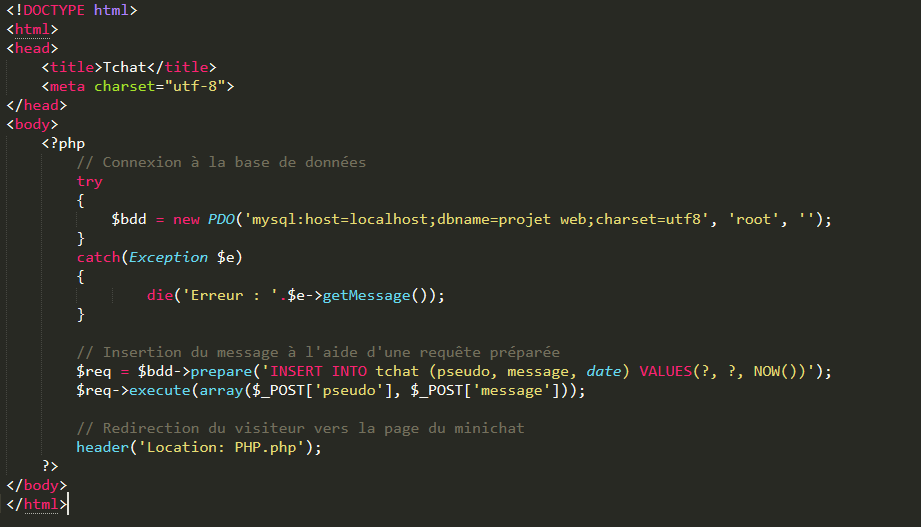 <!DOCTYPE html>
<html>
<head>
    <title>Tchat</title>
    <meta charset="utf-8">
</head>
<body>
    <?php
        // Connexion à la base de données
        try
        {
            $bdd = new PDO('mysql:host=localhost;dbname=projet web;charset=utf8', 'root', '');
        }
        catch(Exception $e)
        {
                die('Erreur : '.$e->getMessage());
        }

        // Insertion du message à l'aide d'une requête préparée
        $req = $bdd->prepare('INSERT INTO tchat (pseudo, message, date) VALUES(?, ?, NOW())');
        $req->execute(array($_POST['pseudo'], $_POST['message']));

        // Redirection du visiteur vers la page du minichat
        header('Location: PHP.php');
    ?>
</body>
</html>